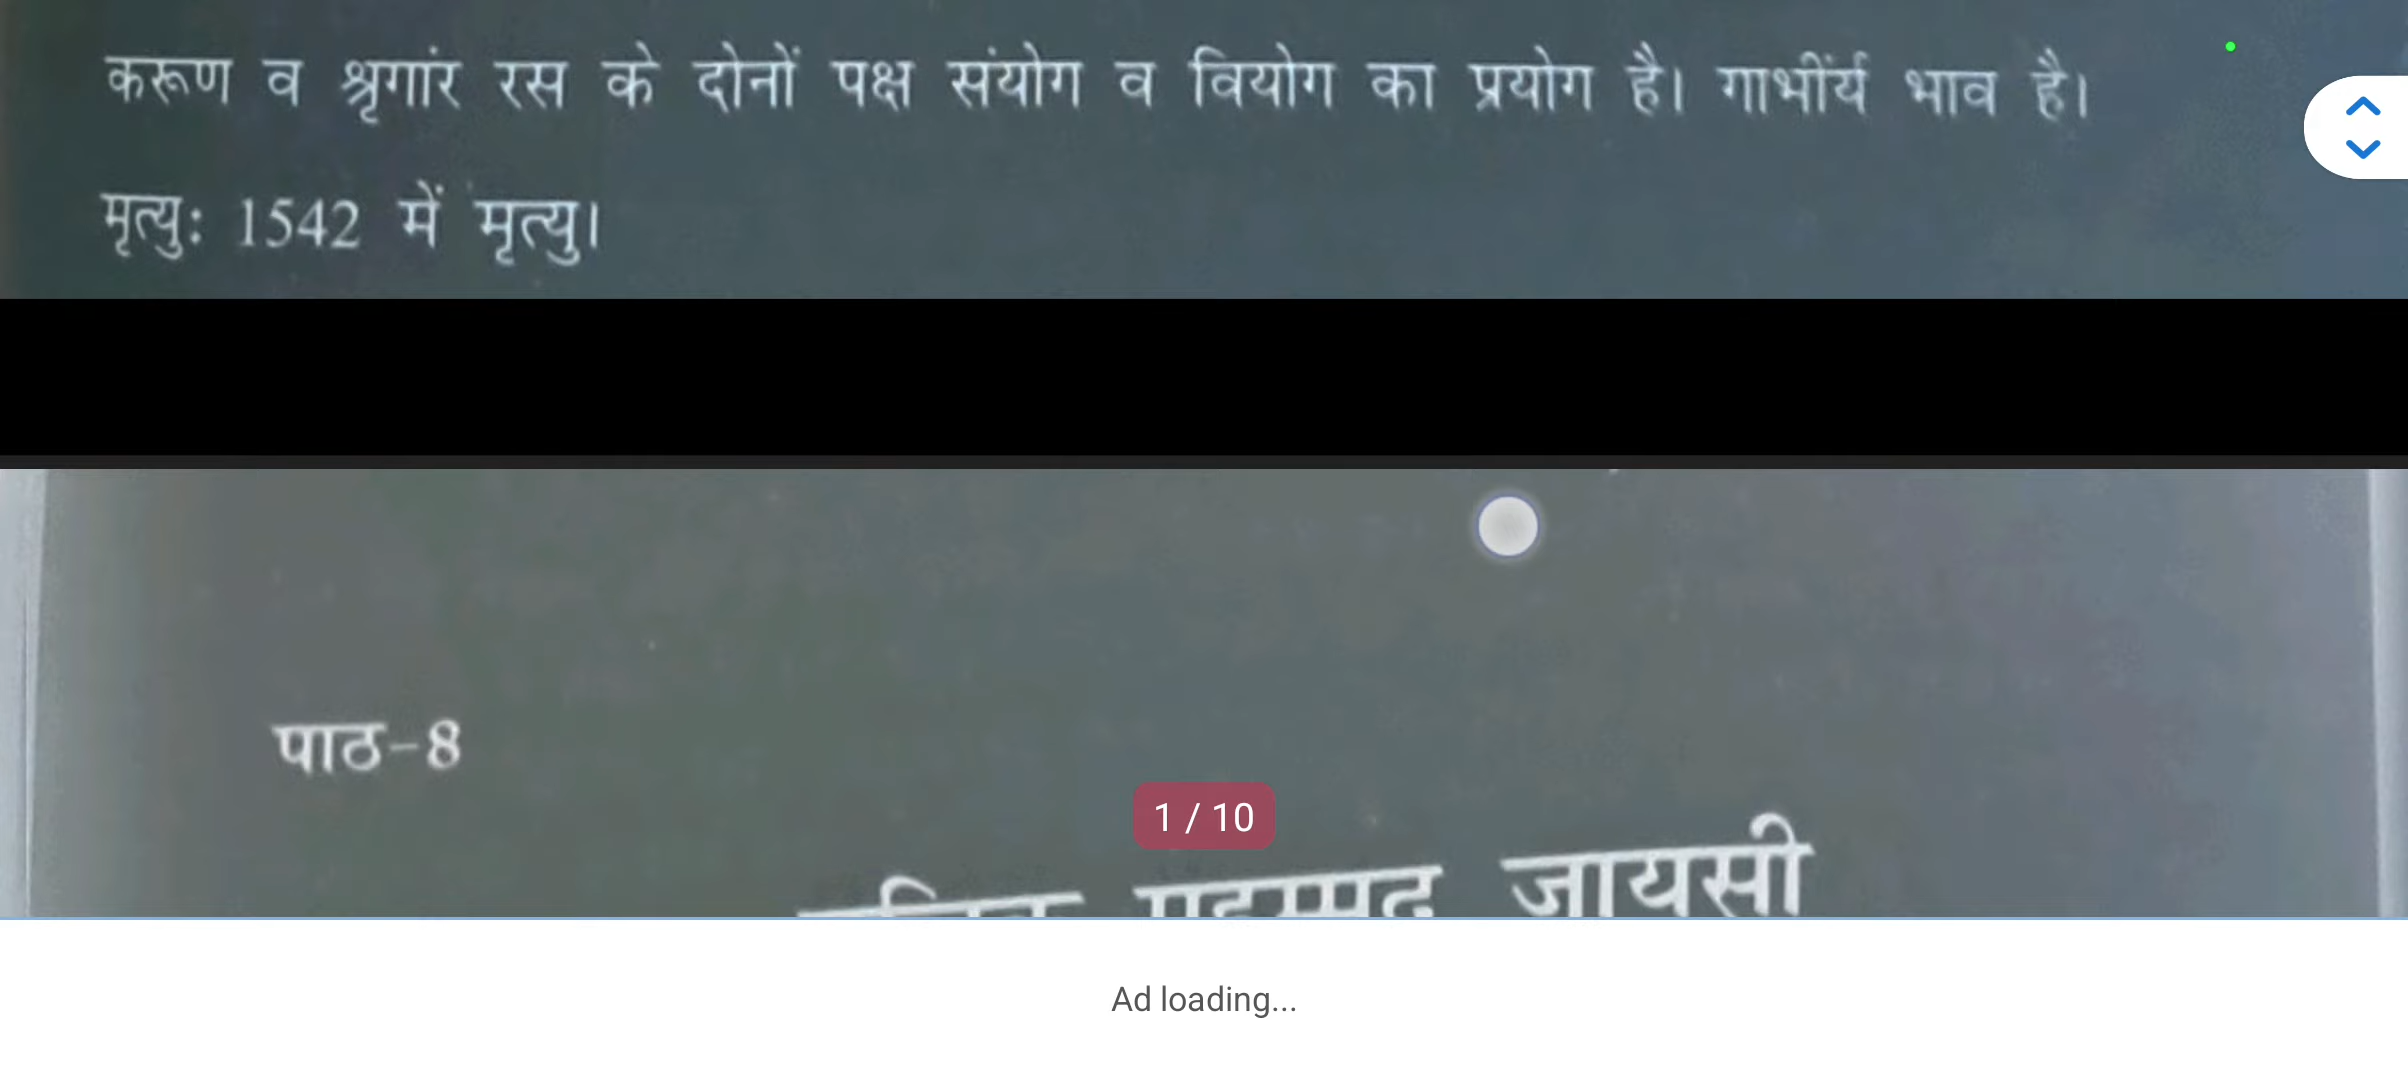 करूण व श्रृगांर रस के दोनों पक्ष संयोग व वियोग का प्रयोग है। गाभींर्य भाव है।
मृत्युः 1542 में मृत्यु।
पाठ-8
1 / 10
जायसी
Ad loading...